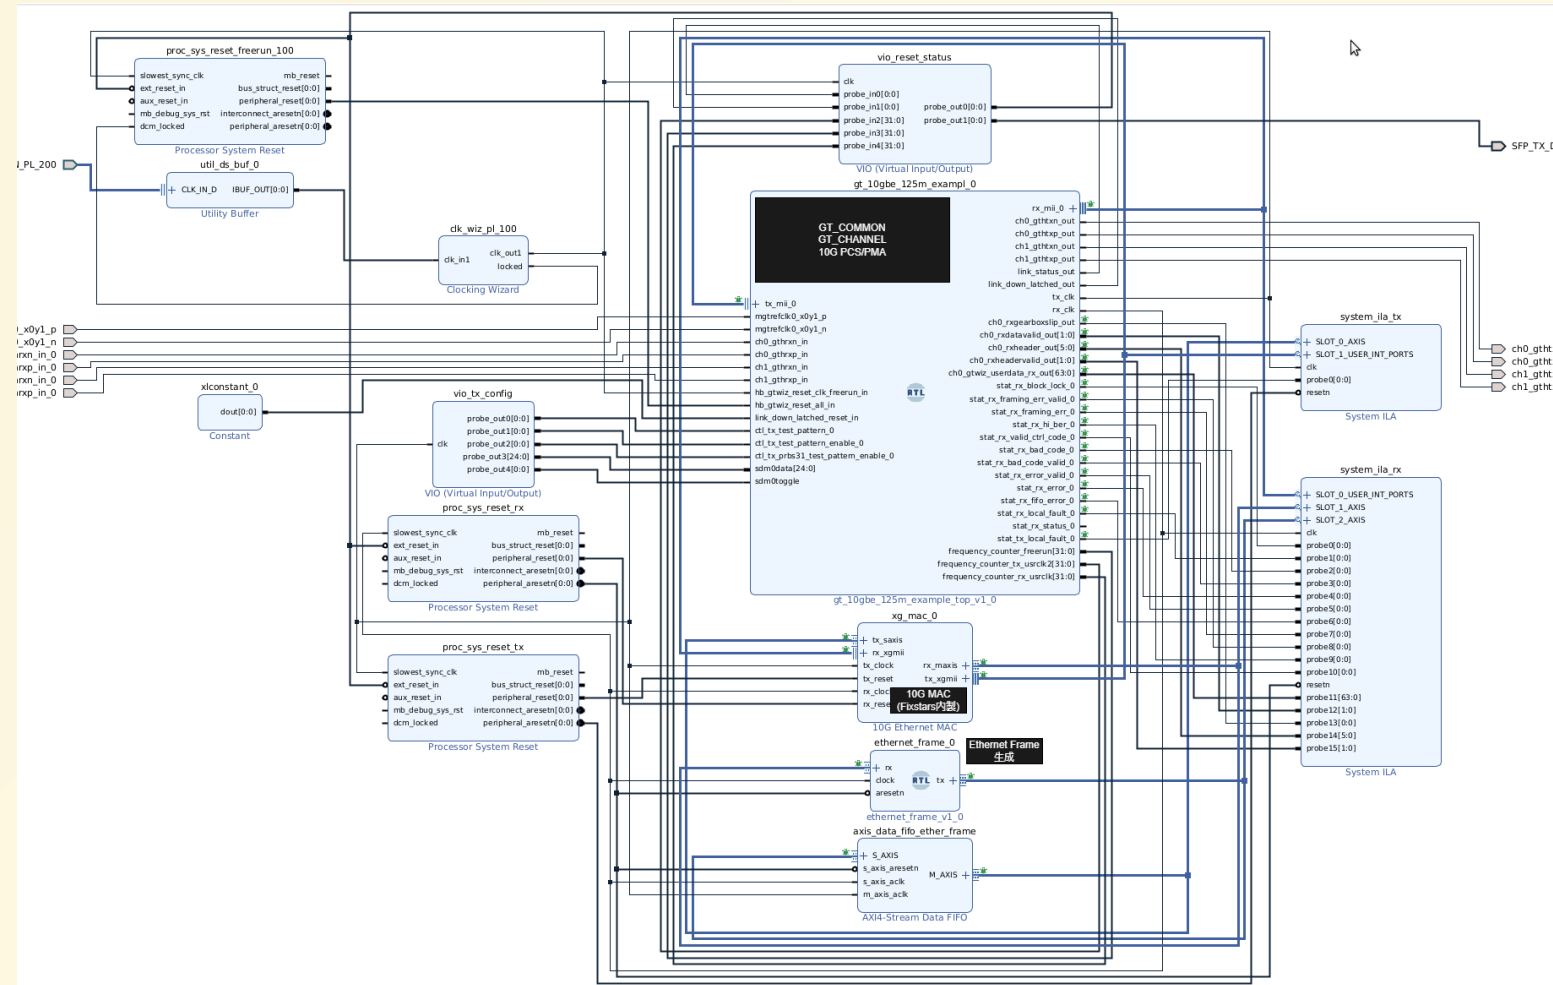 proc_sys_reset_freerun_100
slowest_sync_clk
ext_reset_in
aux_reset_in
mb_debug_sys_rst
dcm_locked
mb_reset
bus_struct_reset[0:0]
peripheral_reset[0:0]
interconnect_aresetn[0:0]
peripheral_aresetn[0:0]
Processor System Reset
_PL_200
util_ds_buf_0
CLK_IN_D
IBUF_OUT[0:0]
Utility Buffer
clk_wiz_pl_100
clk_in1
clk_out1
locked
Clocking Wizard
_x0y1_p
_x0y1_n
rxn_in_0
rxp_in_0
rxn_in_0
rxp_in_0
xlconstant_0
dout[0:0]
Constant
vio_tx_config
clk
probe_out0[0:0]
probe_out1[0:0]
probe_out2[0:0]
probe_out3[24:0]
probe_out4[0:0]
VIO (Virtual Input/Output)
proc_sys_reset_rx
slowest_sync_clk
ext_reset_in
aux_reset_in
mb_debug_sys_rst
dcm_locked
mb_reset
bus_struct_reset[0:0]
peripheral_reset[0:0]
interconnect_aresetn[0:0]
peripheral_aresetn[0:0]
Processor System Reset
proc_sys_reset_tx
slowest_sync_clk
ext_reset_in
aux_reset_in
mb_debug_sys_rst
dcm_locked
mb_reset
bus_struct_reset[0:0]
peripheral_reset[0:0]
interconnect_aresetn[0:0]
peripheral_aresetn[0:0]
Processor System Reset
vio_reset_status
clk
probe_in0[0:0]
probe_in1[0:0]
probe_in2[31:0]
probe_in3[31:0]
probe_in4[31:0]
probe_out0[0:0]
probe_out1[0:0]
VIO (Virtual Input/Output)
gt_10gbe_125m_exampl_0
GT_COMMON
GT_CHANNEL
10G PCS/PMA
tx_mii_0
mgtrefclk0_x0y1_p
mgtrefclk0_x0y1_n
ch0_gthrxn_in
ch0_gthrxp_in
ch1_gthrxn_in
ch1_gthrxp_in
hb_gtwiz_reset_clk_freerun_in
hb_gtwiz_reset_all_in
link_down_latched_reset_in
ctl_tx_test_pattern_0
ctl_tx_test_pattern_enable_0
ctl_tx_prbs31_test_pattern_enable_0
sdm0data[24:0]
sdm0toggle
rx_mii_0
ch0_gthtxn_out
ch0_gthtxp_out
ch1_gthtxn_out
ch1_gthtxp_out
link_status_out
link_down_latched_out
tx_clk
rx_clk
ch0_rxgearboxslip_out
ch0_rxdatavalid_out[1:0]
ch0_rxheader_out[5:0]
ch0_rxheadervalid_out[1:0]
ch0_gtwiz_userdata_rx_out[63:0]
stat_rx_block_lock_0
stat_rx_framing_err_valid_0
stat_rx_framing_err_0
stat_rx_hi_ber_0
stat_rx_valid_ctrl_code_0
stat_rx_bad_code_0
stat_rx_bad_code_valid_0
stat_rx_error_valid_0
stat_rx_error_0
stat_rx_fifo_error_0
stat_rx_local_fault_0
stat_rx_status_0
stat_tx_local_fault_0
frequency_counter_freerun[31:0]
frequency_counter_tx_usrclk2[31:0]
frequency_counter_rx_usrclk[31:0]
RTL
gt_10gbe_125m_example_top_v1_0
xg_mac_0
tx_saxis
rx_xgmii
tx_clock
tx_reset
rx_cloc
rx_rese
rx_maxis
tx_xgmii
10G MAC
(Fixstars内製)
10G Ethernet MAC
ethernet_frame_0
Ethernet Frame
生成
rx
clock
aresetn
RTL
tx
ethernet_frame_v1_0
axis_data_fifo_ether_frame
S_AXIS
s_axis_aresetn
s_axis_aclk
m_axis_aclk
M_AXIS
AXI4-Stream Data FIFO
SFP_TX_D
system_ila_tx
SLOT_0_AXIS
SLOT_1_USER_INT_PORTS
clk
probe0[0:0]
resetn
System ILA
ch0_gtht
ch0_gtht
ch1_gtht
ch1_gtht
system_ila_rx
SLOT_0_USER_INT_PORTS
SLOT_1_AXIS
SLOT_2_AXIS
clk
probe0[0:0]
probe1[0:0]
probe2[0:0]
probe3[0:0]
probe4[0:0]
probe5[0:0]
probe6[0:0]
probe7[0:0]
probe8[0:0]
probe9[0:0]
probe10[0:0]
resetn
probe11[63:0]
probe12[1:0]
probe13[0:0]
probe14[5:0]
probe15[1:0]
System ILA